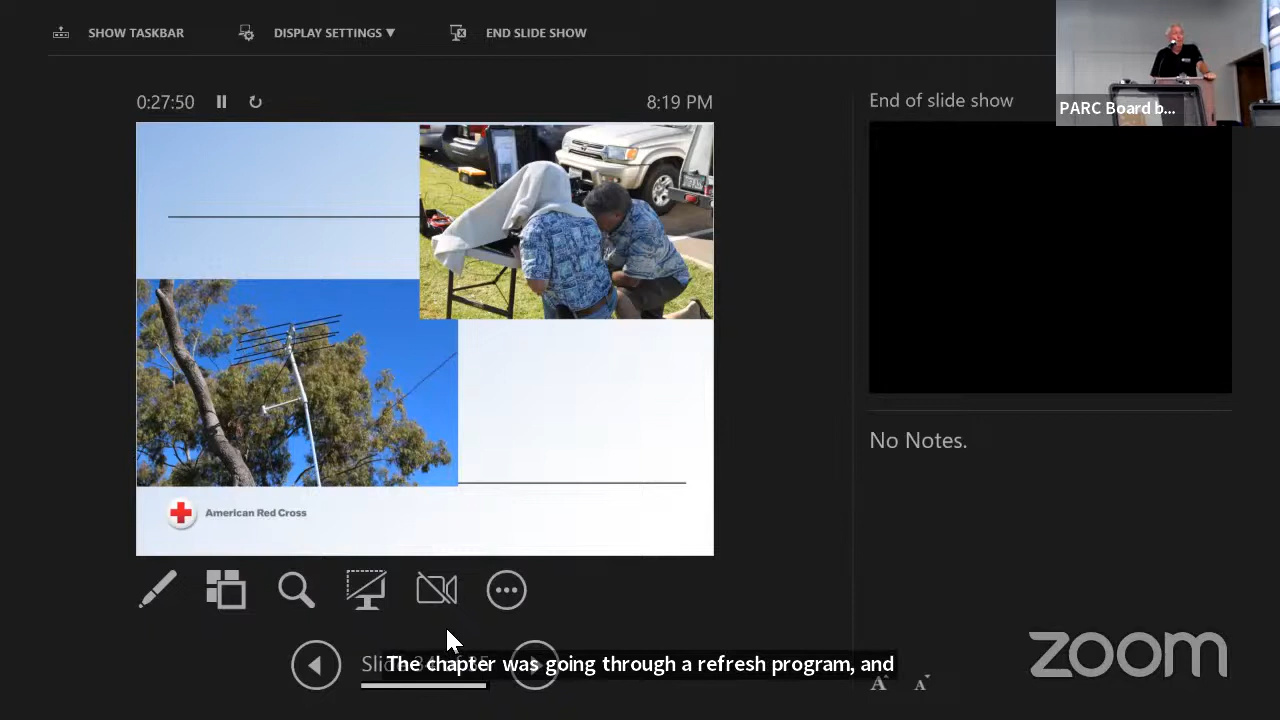 SHOW TASKBAR
DISPLAY SETTINGS ▼
END SLIDE SHOW
0:27:50
8:19 PM
End of slide show
PARC Board b...
American Red Cross
No Notes.
The chapter was going through a refresh program, and
A A
zoom